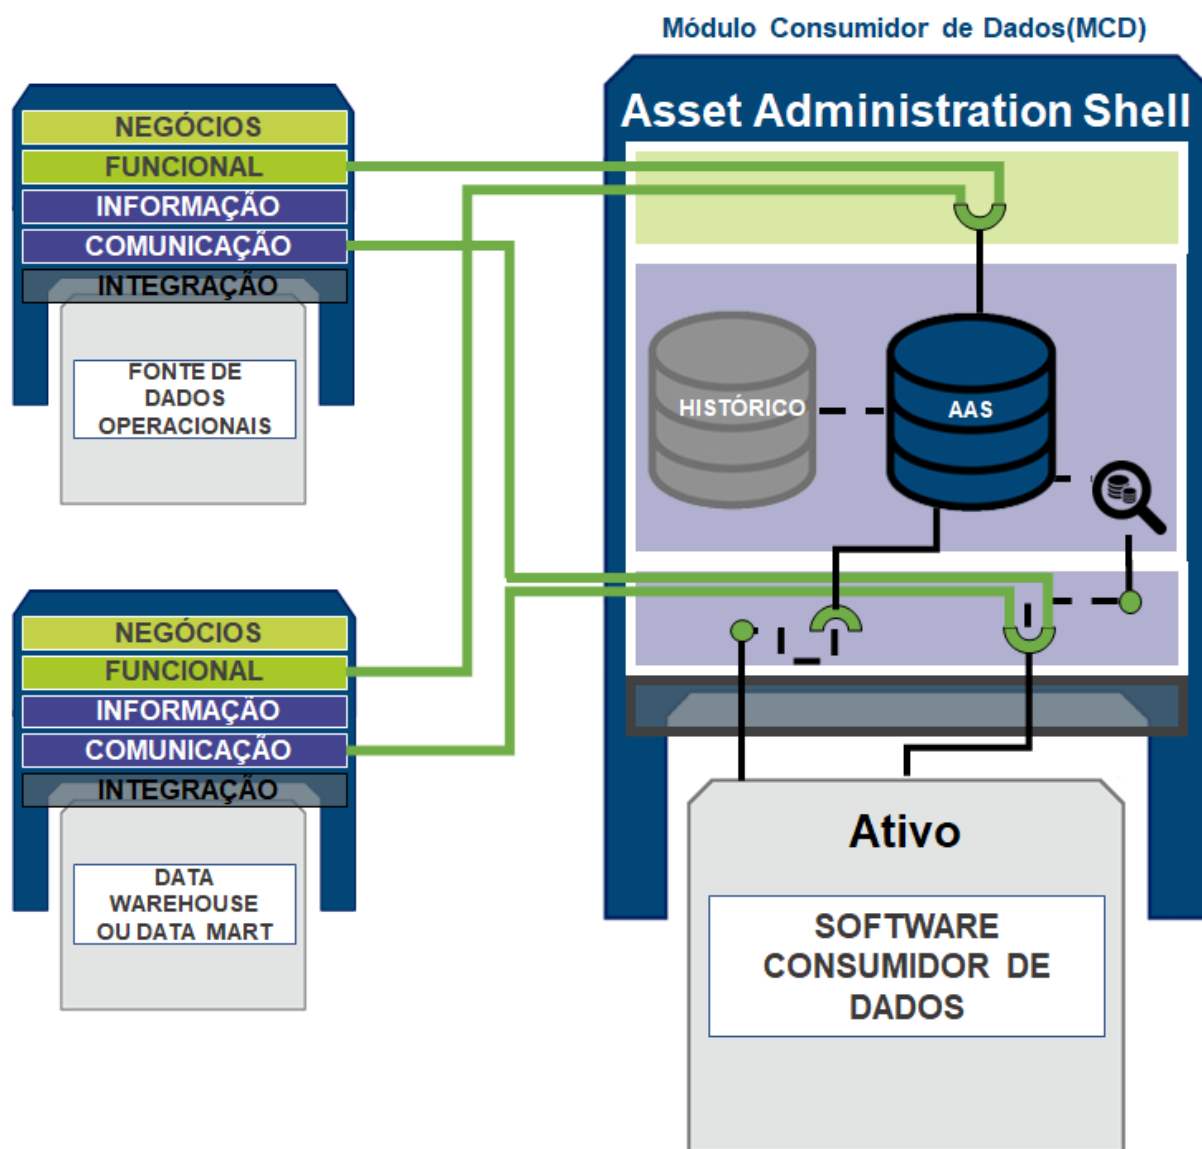 Módulo Consumidor de Dados(MCD)
Asset Administration Shell
NEGÓCIOS
FUNCIONAL
INFORMAÇÃO
COMUNICAÇÃO
INTEGRAÇÃO
FONTE DE
DADOS
OPERACIONAIS
HISTÓRICO
AAS
NEGÓCIOS
FUNCIONAL
INFORMAÇÃO
COMUNICAÇÃO
INTEGRAÇÃO
DATA
WAREHOUSE
OU DATA MART
Ativo
SOFTWARE
CONSUMIDOR DE
DADOS